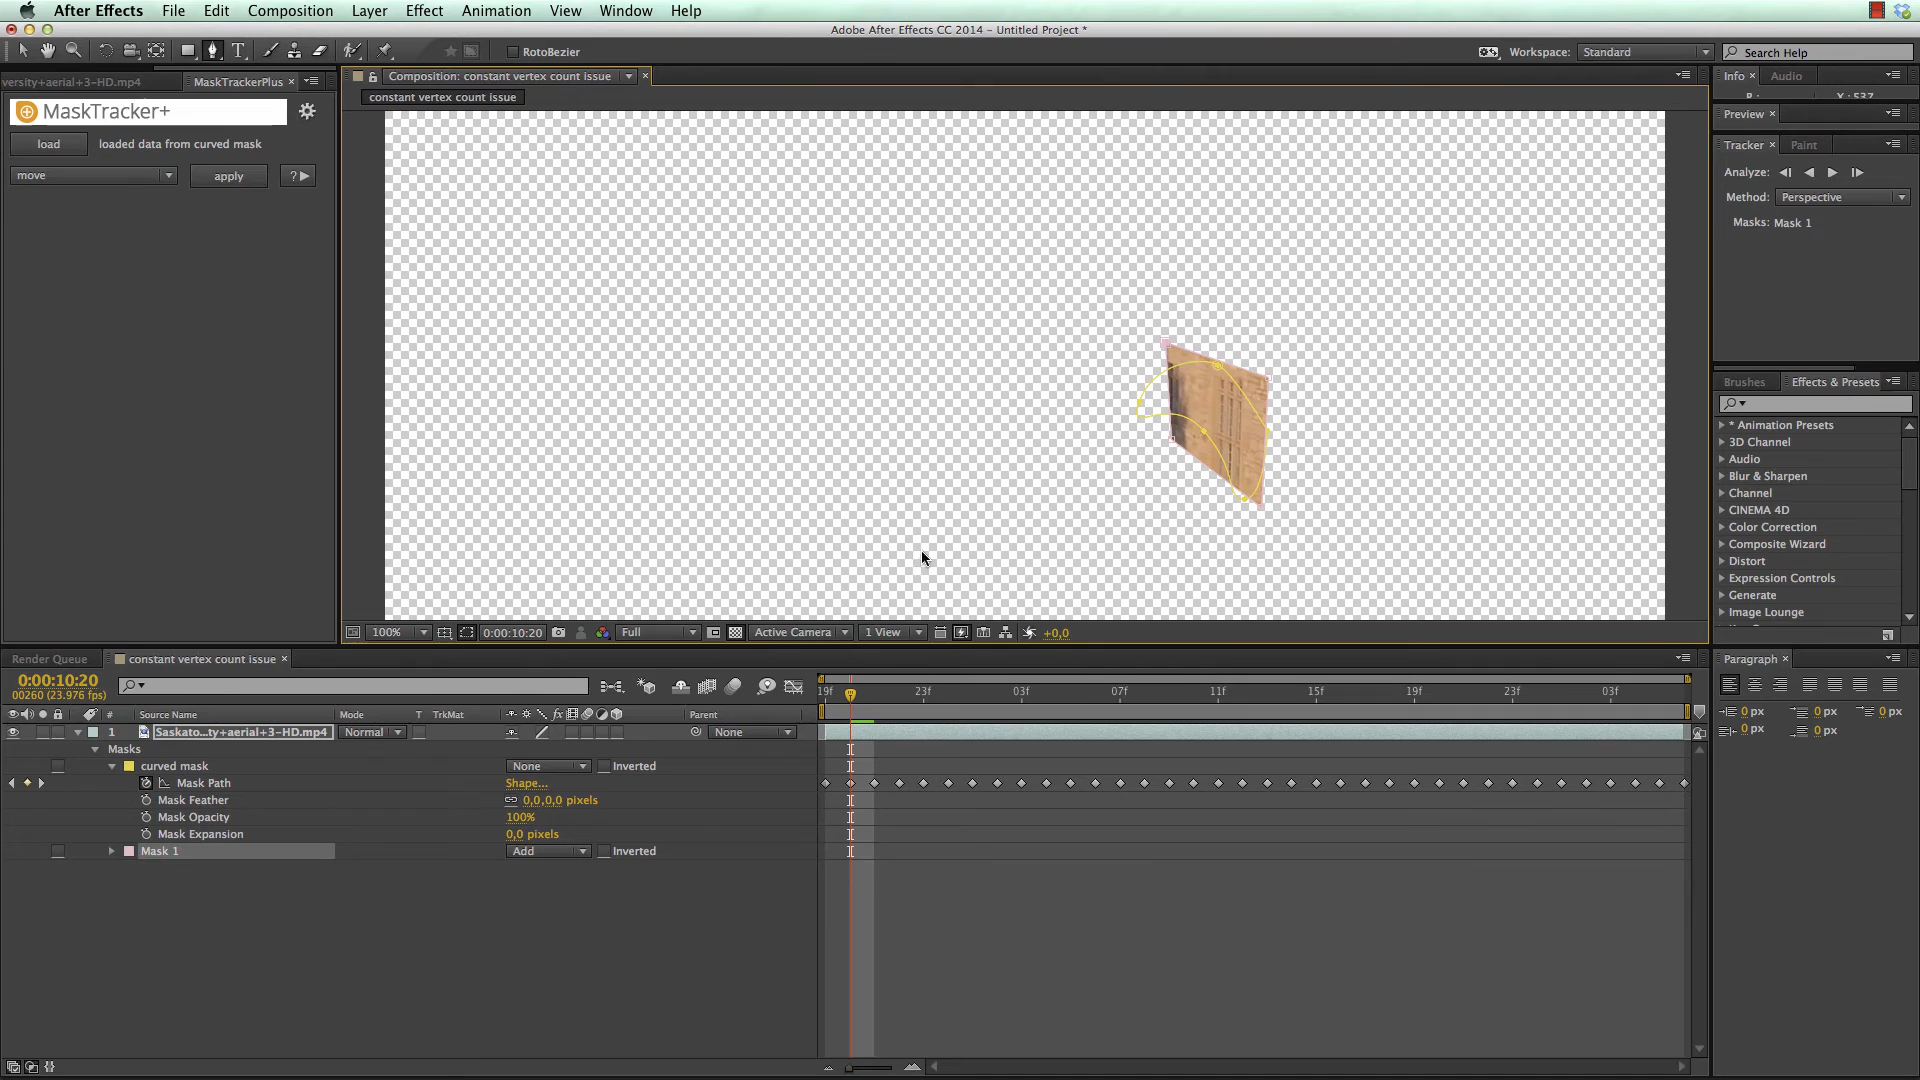 After Effects File Edit Composition Layer Effect Animation View Window Help
Adobe After Effects CC 2014 – Untitled Project *
RotoBezier
Workspace: Standard
Search Help
versity+aerial+3-HD.mp4 MaskTrackerPlus
MaskTracker+
load loaded data from curved mask
move apply ?
Composition: constant vertex count issue
constant vertex count issue
100% 0:00:10:20 Full Active Camera 1 View +0,0
Info Audio
Y: 537
Preview
Tracker Paint
Analyze:
Method: Perspective
Masks: Mask 1
Brushes Effects & Presets
* Animation Presets
3D Channel
Audio
Blur & Sharpen
Channel
CINEMA 4D
Color Correction
Composite Wizard
Distort
Expression Controls
Generate
Image Lounge
Render Queue constant vertex count issue
0:00:10:20
00260 (23.976 fps)
# Source Name Mode T TrkMat fx Parent
19f 23f 03f 07f 11f 15f 19f 23f 03f
1 Saskato...ty+aerial+3-HD.mp4 Normal None
Masks
curved mask None Inverted
Mask Path Shape...
Mask Feather 0,0,0,0 pixels
Mask Opacity 100%
Mask Expansion 0,0 pixels
Mask 1 Add Inverted
Paragraph
0 px 0 px 0 px
0 px 0 px